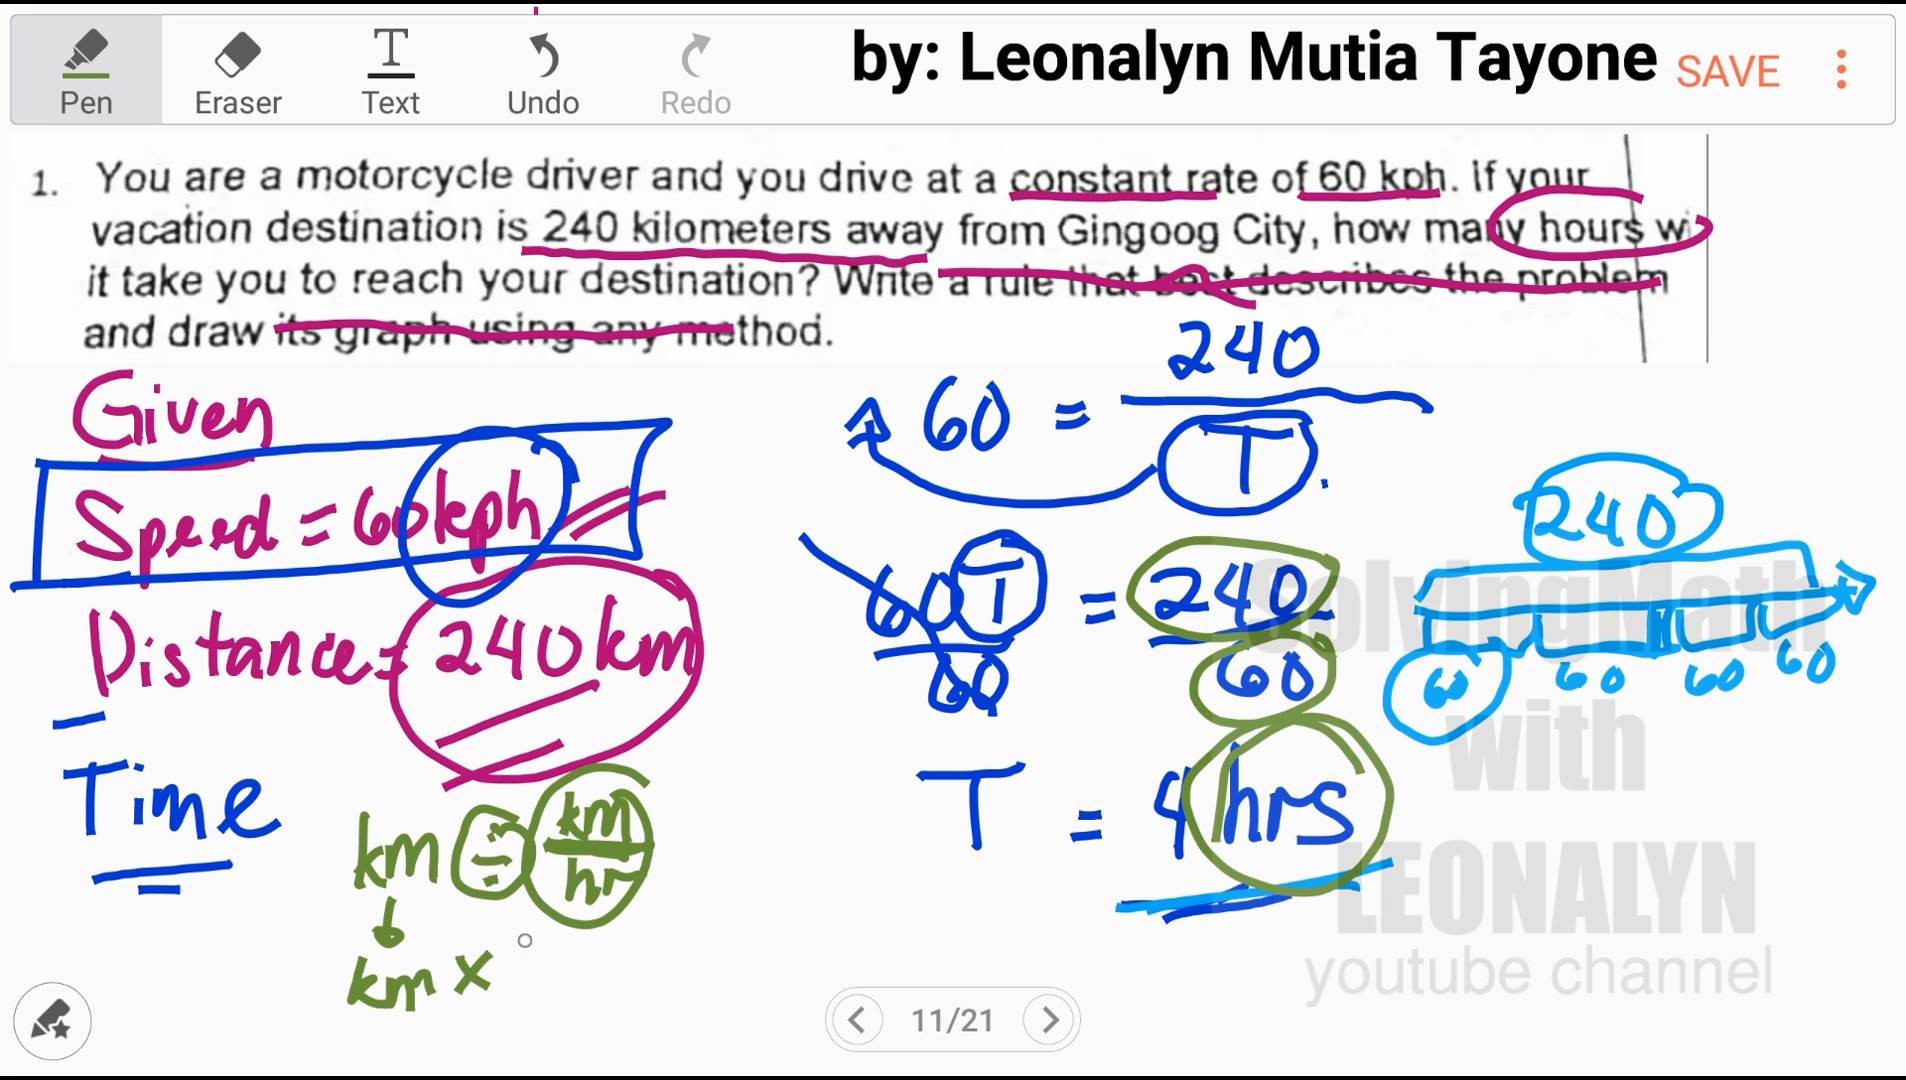 by: Leonalyn Mutia Tayone
SAVE
Pen
Eraser
Text
Undo
Redo
1. You are a motorcycle driver and you drive at a constant rate of 60 kph. If your
vacation destination is 240 kilometers away from Gingoog City, how many hours wi
it take you to reach your destination? Write a rule that best describes the problem
and draw its graph using any method.
Given
Speed = 60kph
Distance = 240km
Time
km ÷ km/hr
km x
60 = 240/T
60T/60 = 240/60
T = 4hrs
240
60 60 60 60
SolvingMath
with
LEONALYN
youtube channel
11/21